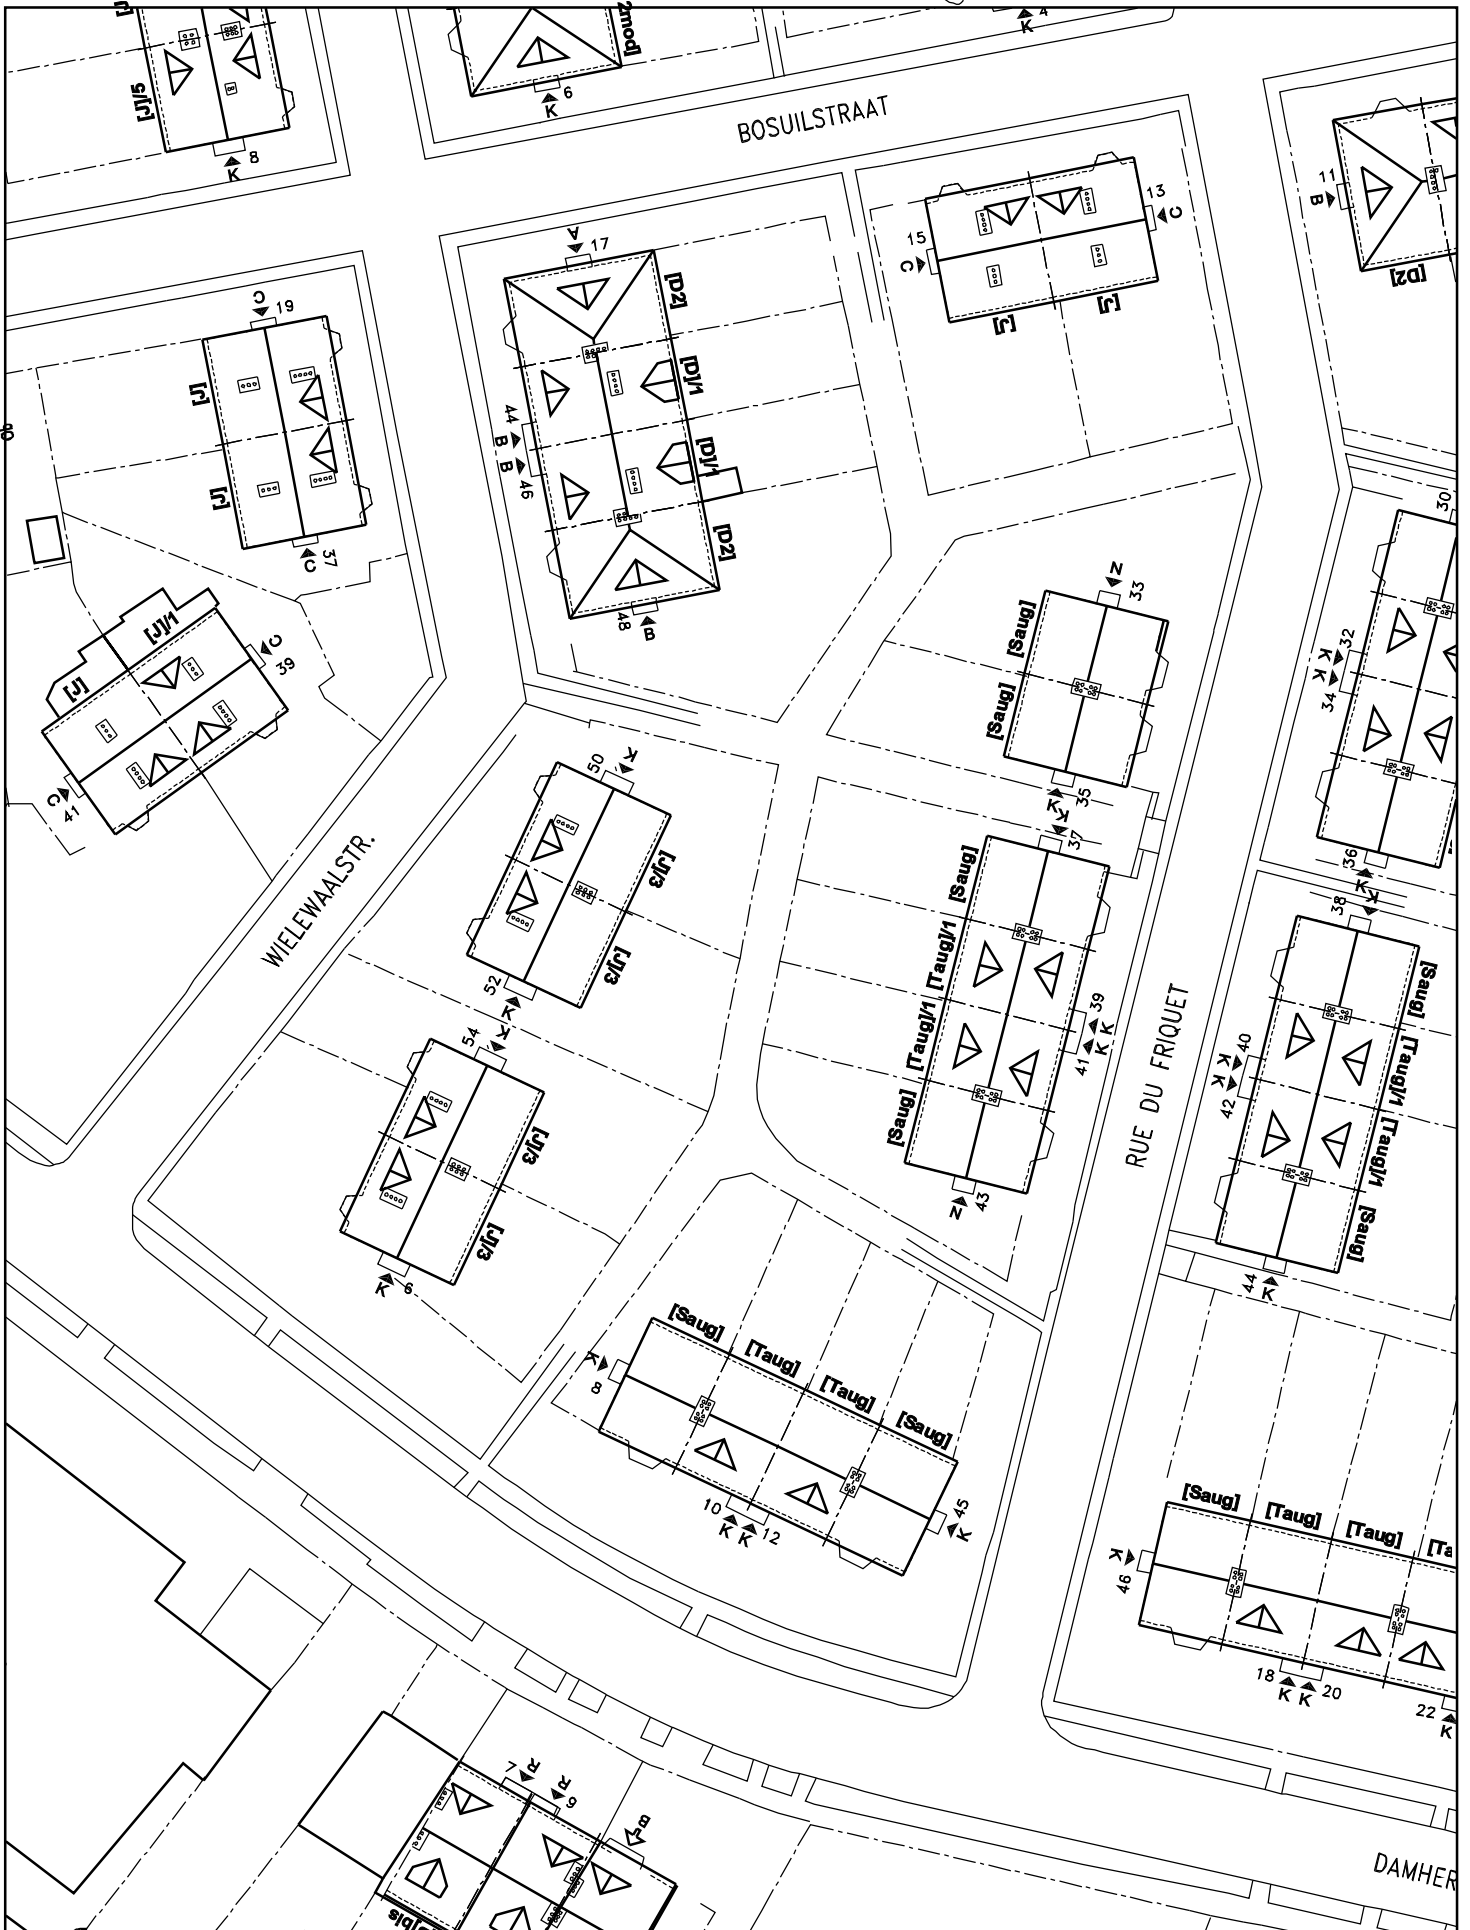 BOSUILSTRAAT
WIELEWAALSTR.
RUE DU FRIQUET
DAMHER
[J]/5
8
K
6
K
4
K
2mod]
11
B
[D2]
15
C
13
C
[J]
[J]
A
17
[D2]
[D]/1
[D]/1
[D2]
44
B
B
46
48
B
C
19
[J]
[J]
37
C
[J]/1
[J]
C
39
C
41
50
K
[J]/3
[J]/3
52
K
54
K
[J]/3
[J]/3
K
6
N
33
[Saug]
[Saug]
35
K
K
37
[Saug]
[Taug]/1
[Taug]/1
[Saug]
39
K
41
K
N
43
30
32
K
K
34
36
K
38
K
[Saug]
[Taug]/1
[Taug]/1
[Saug]
40
K
K
42
44
K
K
8
[Saug]
[Taug]
[Taug]
[Saug]
10
K
K
12
45
K
[Saug]
[Taug]
[Taug]
[Ta
K
46
18
K
K
20
22
K
7
R
R
9
B